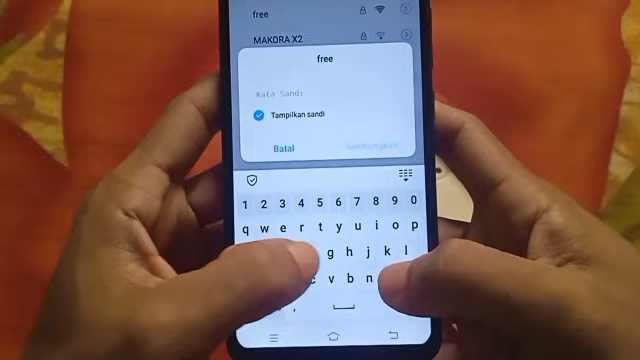 free
MAKORA X2
free
Kata Sandi
Tampilkan sandi
Batal
Sambungkan
1 2 3 4 5 6 7 8 9 0
q w e r t y u i o p
g h j k l
c v b n
,